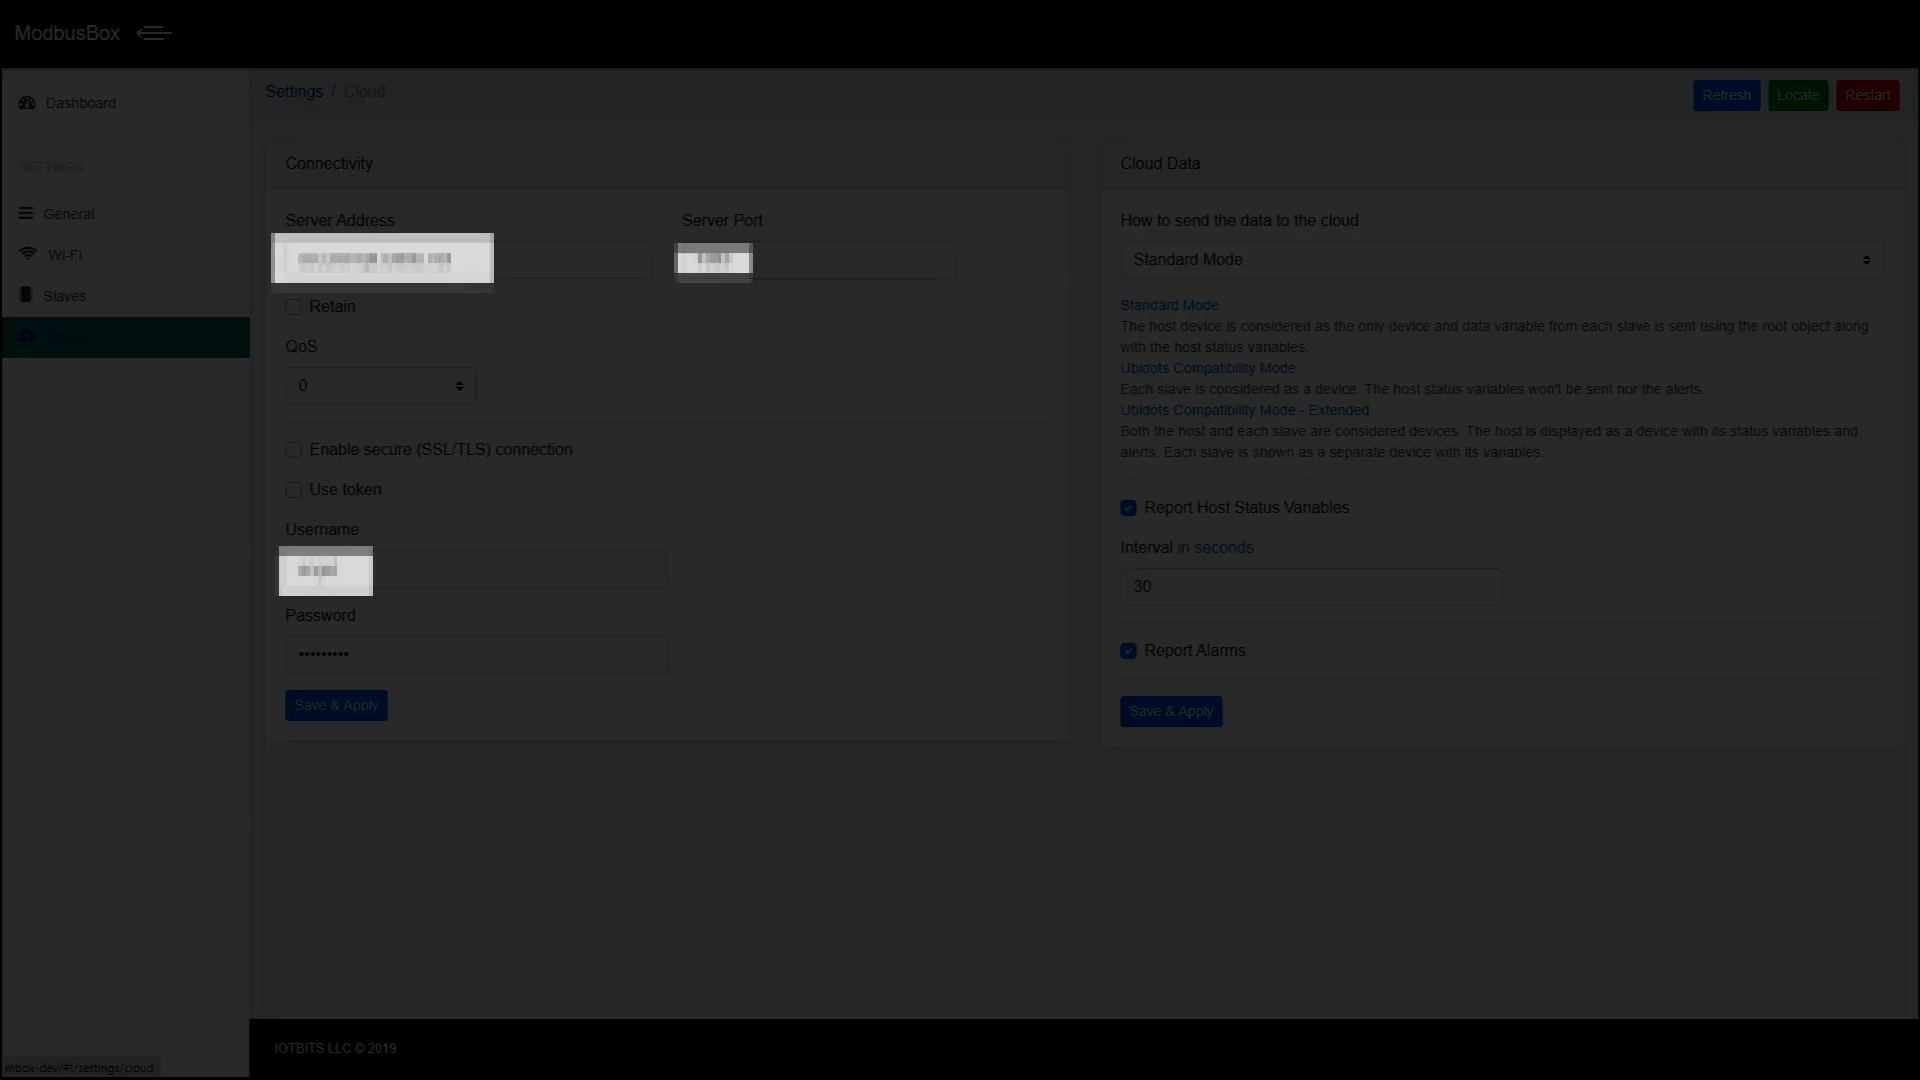 ModbusBox
Dashboard
SETTINGS
General
Wi-Fi
Slaves
Cloud
Settings / Cloud
Refresh
Locate
Restart
Connectivity
Server Address
Server Port
Retain
QoS
0
Enable secure (SSL/TLS) connection
Use token
Username
Password
•••••••••
Save & Apply
Cloud Data
How to send the data to the cloud
Standard Mode
Standard Mode
The host device is considered as the only device and data variable from each slave is sent using the root object along
with the host status variables.
Ubidots Compatibility Mode
Each slave is considered as a device. The host status variables won't be sent nor the alerts.
Ubidots Compatibility Mode - Extended
Both the host and each slave are considered devices. The host is displayed as a device with its status variables and
alerts. Each slave is shown as a separate device with its variables.
Report Host Status Variables
Interval in seconds
30
Report Alarms
Save & Apply
IOTBITS LLC © 2019
mbox-dev/#!/settings/cloud